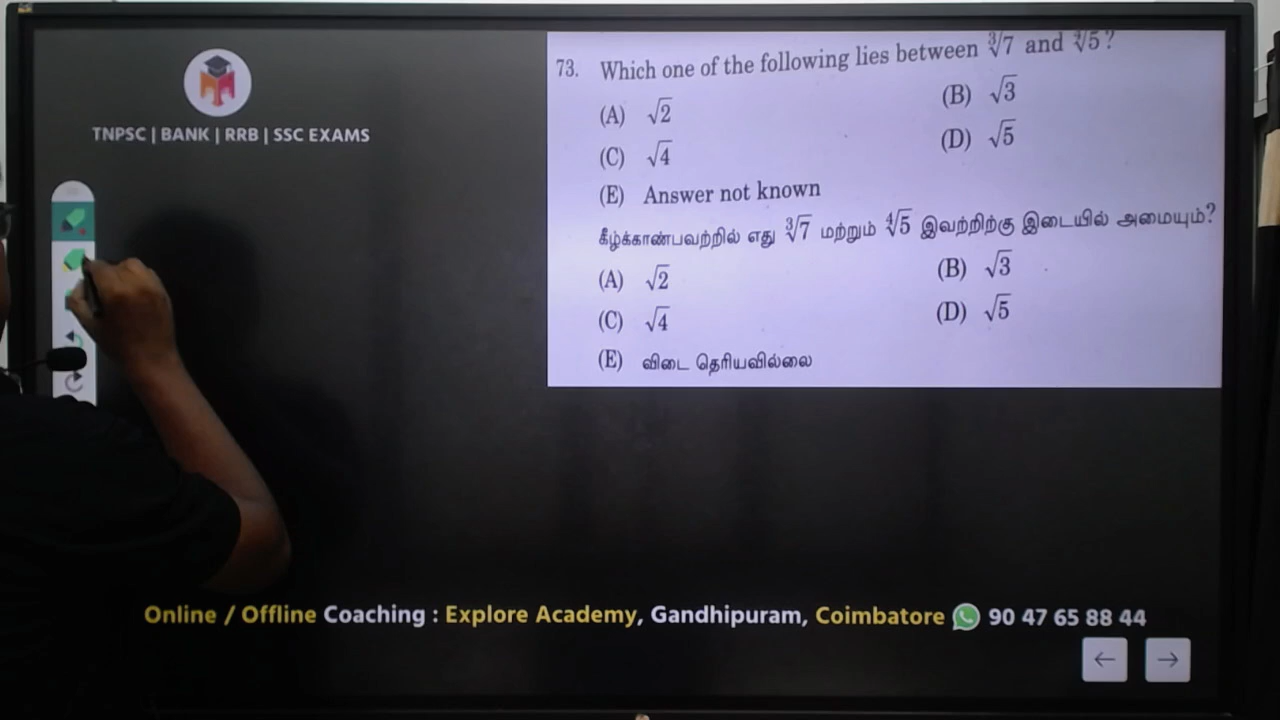 TNPSC | BANK | RRB | SSC EXAMS
73. Which one of the following lies between ∛7 and ∜5 ?
(A) √2 (B) √3
(C) √4 (D) √5
(E) Answer not known
கீழ்க்காண்பவற்றில் எது ∛7 மற்றும் ∜5 இவற்றிற்கு இடையில் அமையும்?
(A) √2 (B) √3
(C) √4 (D) √5
(E) விடை தெரியவில்லை
Online / Offline Coaching : Explore Academy, Gandhipuram, Coimbatore 90 47 65 88 44